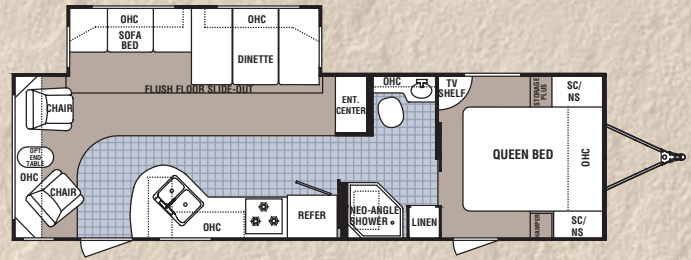 OHC
OHC
SOFA
BED
DINETTE
FLUSH FLOOR SLIDE-OUT
CHAIR
ENT.
CENTER
OHC
TV
SHELF
STORAGE
PLUS
SC/
NS
OPT
END
TABLE
OHC
CHAIR
QUEEN BED
OHC
OHC
REFER
NEO-ANGLE
SHOWER
LINEN
HAMPER
SC/
NS